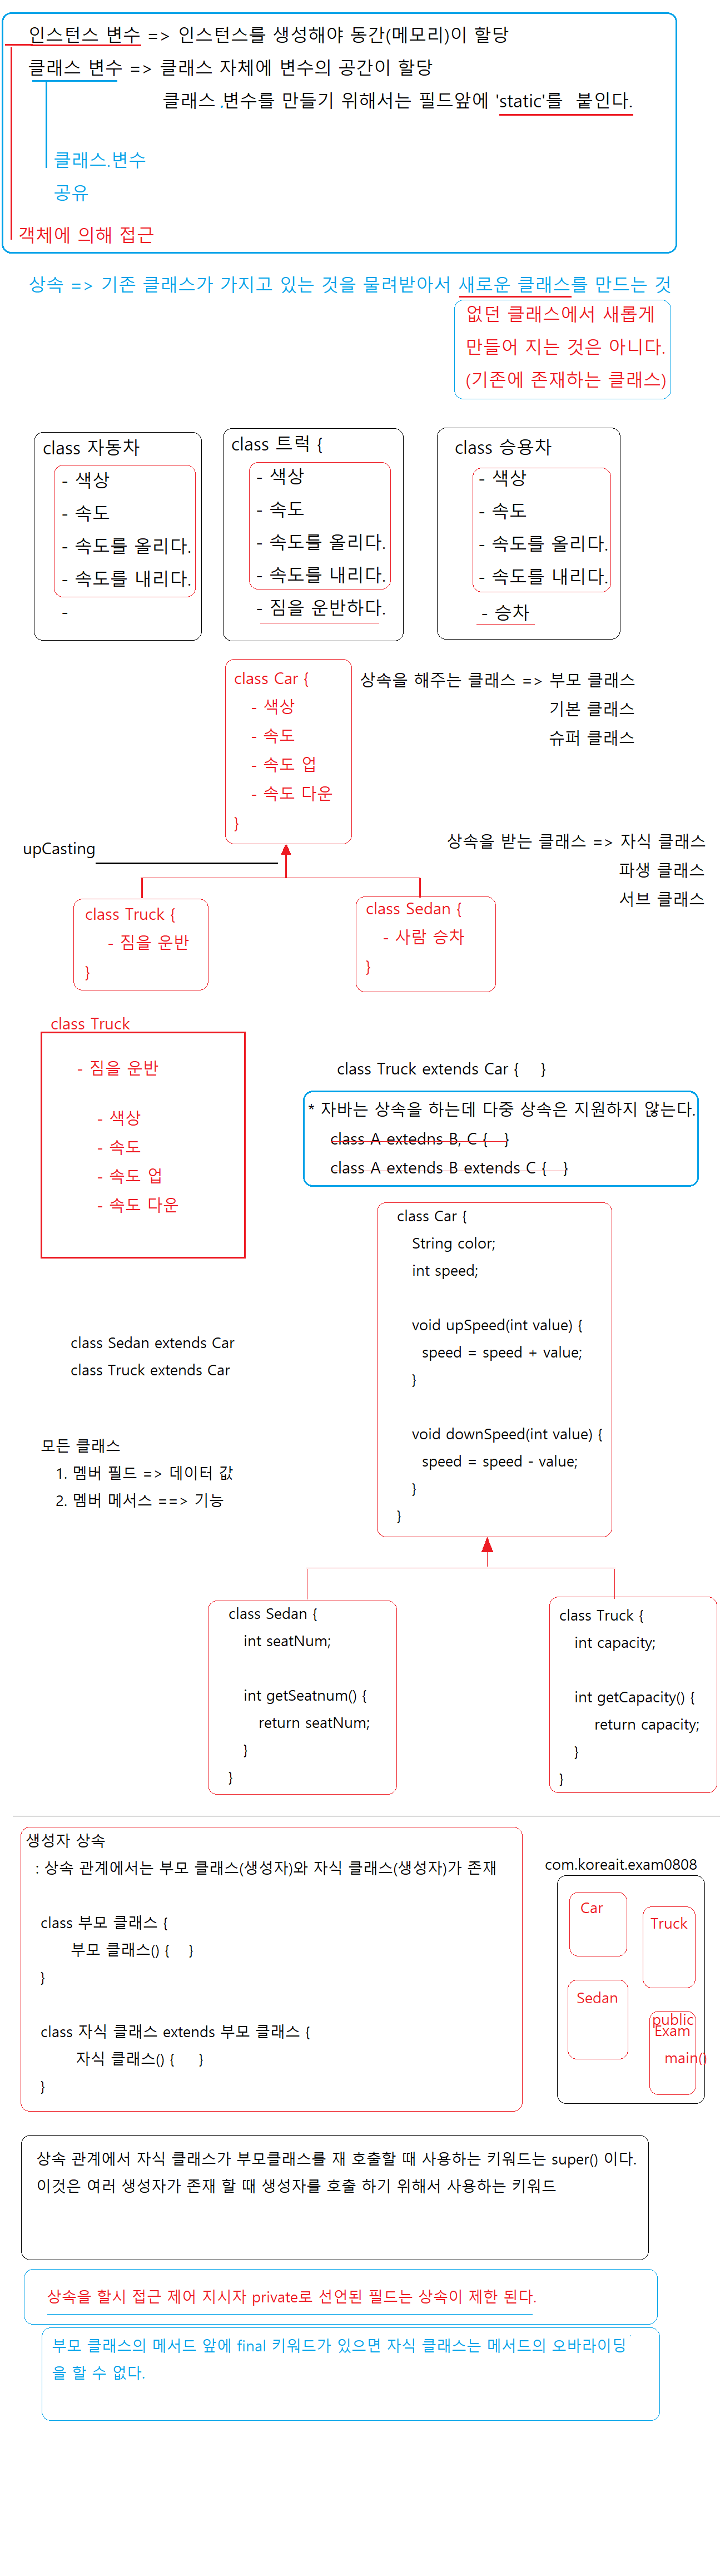 인스턴스 변수 => 인스턴스를 생성해야 동간(메모리)이 할당
클래스 변수 => 클래스 자체에 변수의 공간이 할당
클래스 변수를 만들기 위해서는 필드앞에 'static'를 붙인다.
클래스.변수
공유
객체에 의해 접근
상속 => 기존 클래스가 가지고 있는 것을 물려받아서 새로운 클래스를 만드는 것
없던 클래스에서 새롭게
만들어 지는 것은 아니다.
(기존에 존재하는 클래스)
class 자동차
- 색상
- 속도
- 속도를 올리다.
- 속도를 내리다.
-
class 트럭 {
- 색상
- 속도
- 속도를 올리다.
- 속도를 내리다.
- 짐을 운반하다.
class 승용차
- 색상
- 속도
- 속도를 올리다.
- 속도를 내리다.
- 승차
class Car {
- 색상
- 속도
- 속도 업
- 속도 다운
}
상속을 해주는 클래스 => 부모 클래스
기본 클래스
슈퍼 클래스
upCasting
상속을 받는 클래스 => 자식 클래스
파생 클래스
서브 클래스
class Truck {
- 짐을 운반
}
class Sedan {
- 사람 승차
}
class Truck
- 짐을 운반
- 색상
- 속도
- 속도 업
- 속도 다운
class Truck extends Car { }
* 자바는 상속을 하는데 다중 상속은 지원하지 않는다.
class A extedns B, C { }
class A extends B extends C { }
class Car {
String color;
int speed;
void upSpeed(int value) {
speed = speed + value;
}
void downSpeed(int value) {
speed = speed - value;
}
}
class Sedan extends Car
class Truck extends Car
모든 클래스
1. 멤버 필드 => 데이터 값
2. 멤버 메서스 ==> 기능
class Sedan {
int seatNum;
int getSeatnum() {
return seatNum;
}
}
class Truck {
int capacity;
int getCapacity() {
return capacity;
}
}
생성자 상속
: 상속 관계에서는 부모 클래스(생성자)와 자식 클래스(생성자)가 존재
class 부모 클래스 {
부모 클래스() { }
}
class 자식 클래스 extends 부모 클래스 {
자식 클래스() { }
}
com.koreait.exam0808
Car
Truck
Sedan
public
Exam
main()
상속 관계에서 자식 클래스가 부모클래스를 재 호출할 때 사용하는 키워드는 super() 이다.
이것은 여러 생성자가 존재 할 때 생성자를 호출 하기 위해서 사용하는 키워드
상속을 할시 접근 제어 지시자 private로 선언된 필드는 상속이 제한 된다.
부모 클래스의 메서드 앞에 final 키워드가 있으면 자식 클래스는 메서드의 오바라이딩
을 할 수 없다.